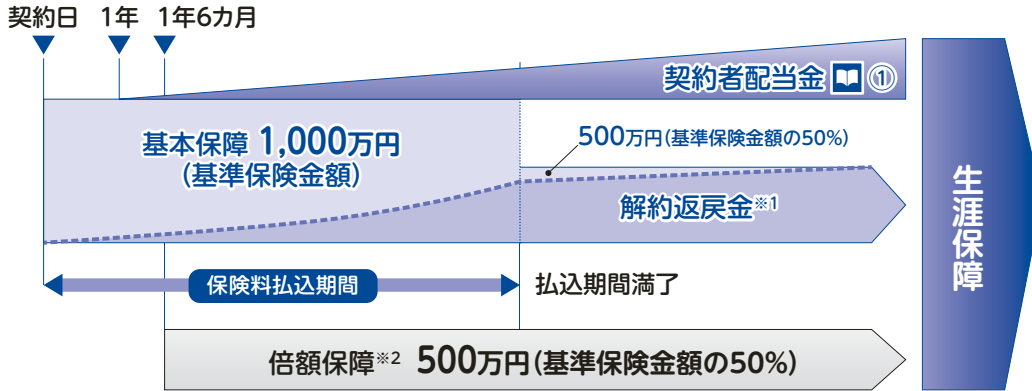 契約日 1年 1年6カ月
契約者配当金 ①
基本保障 1,000万円
(基準保険金額)
500万円(基準保険金額の50%)
解約返戻金※1
保険料払込期間
払込期間満了
倍額保障※2 500万円(基準保険金額の50%)
生涯保障